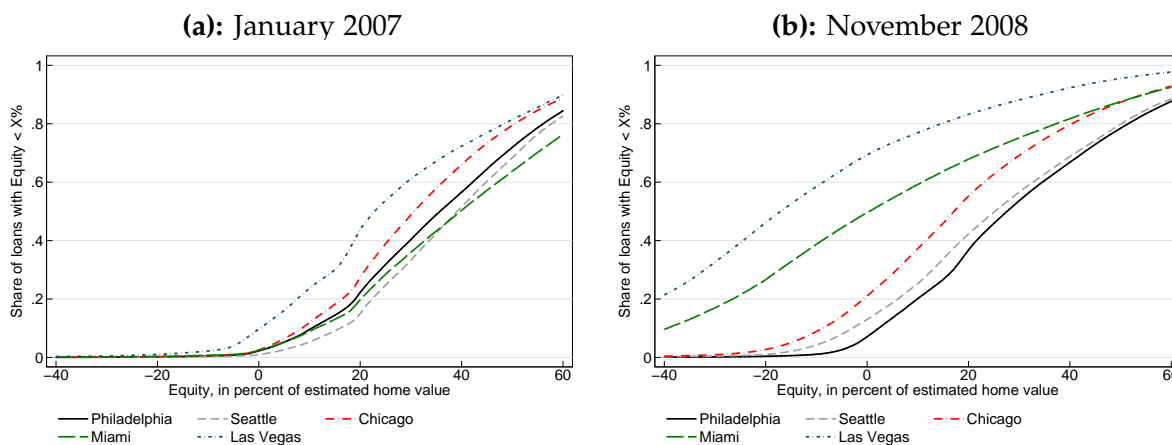 (a): January 2007
Share of loans with Equity < X%
1
.8
.6
.4
.2
0
−40 −20 0 20 40 60
Equity, in percent of estimated home value
Philadelphia Seattle Chicago
Miami Las Vegas
(b): November 2008
Share of loans with Equity < X%
1
.8
.6
.4
.2
0
−40 −20 0 20 40 60
Equity, in percent of estimated home value
Philadelphia Seattle Chicago
Miami Las Vegas